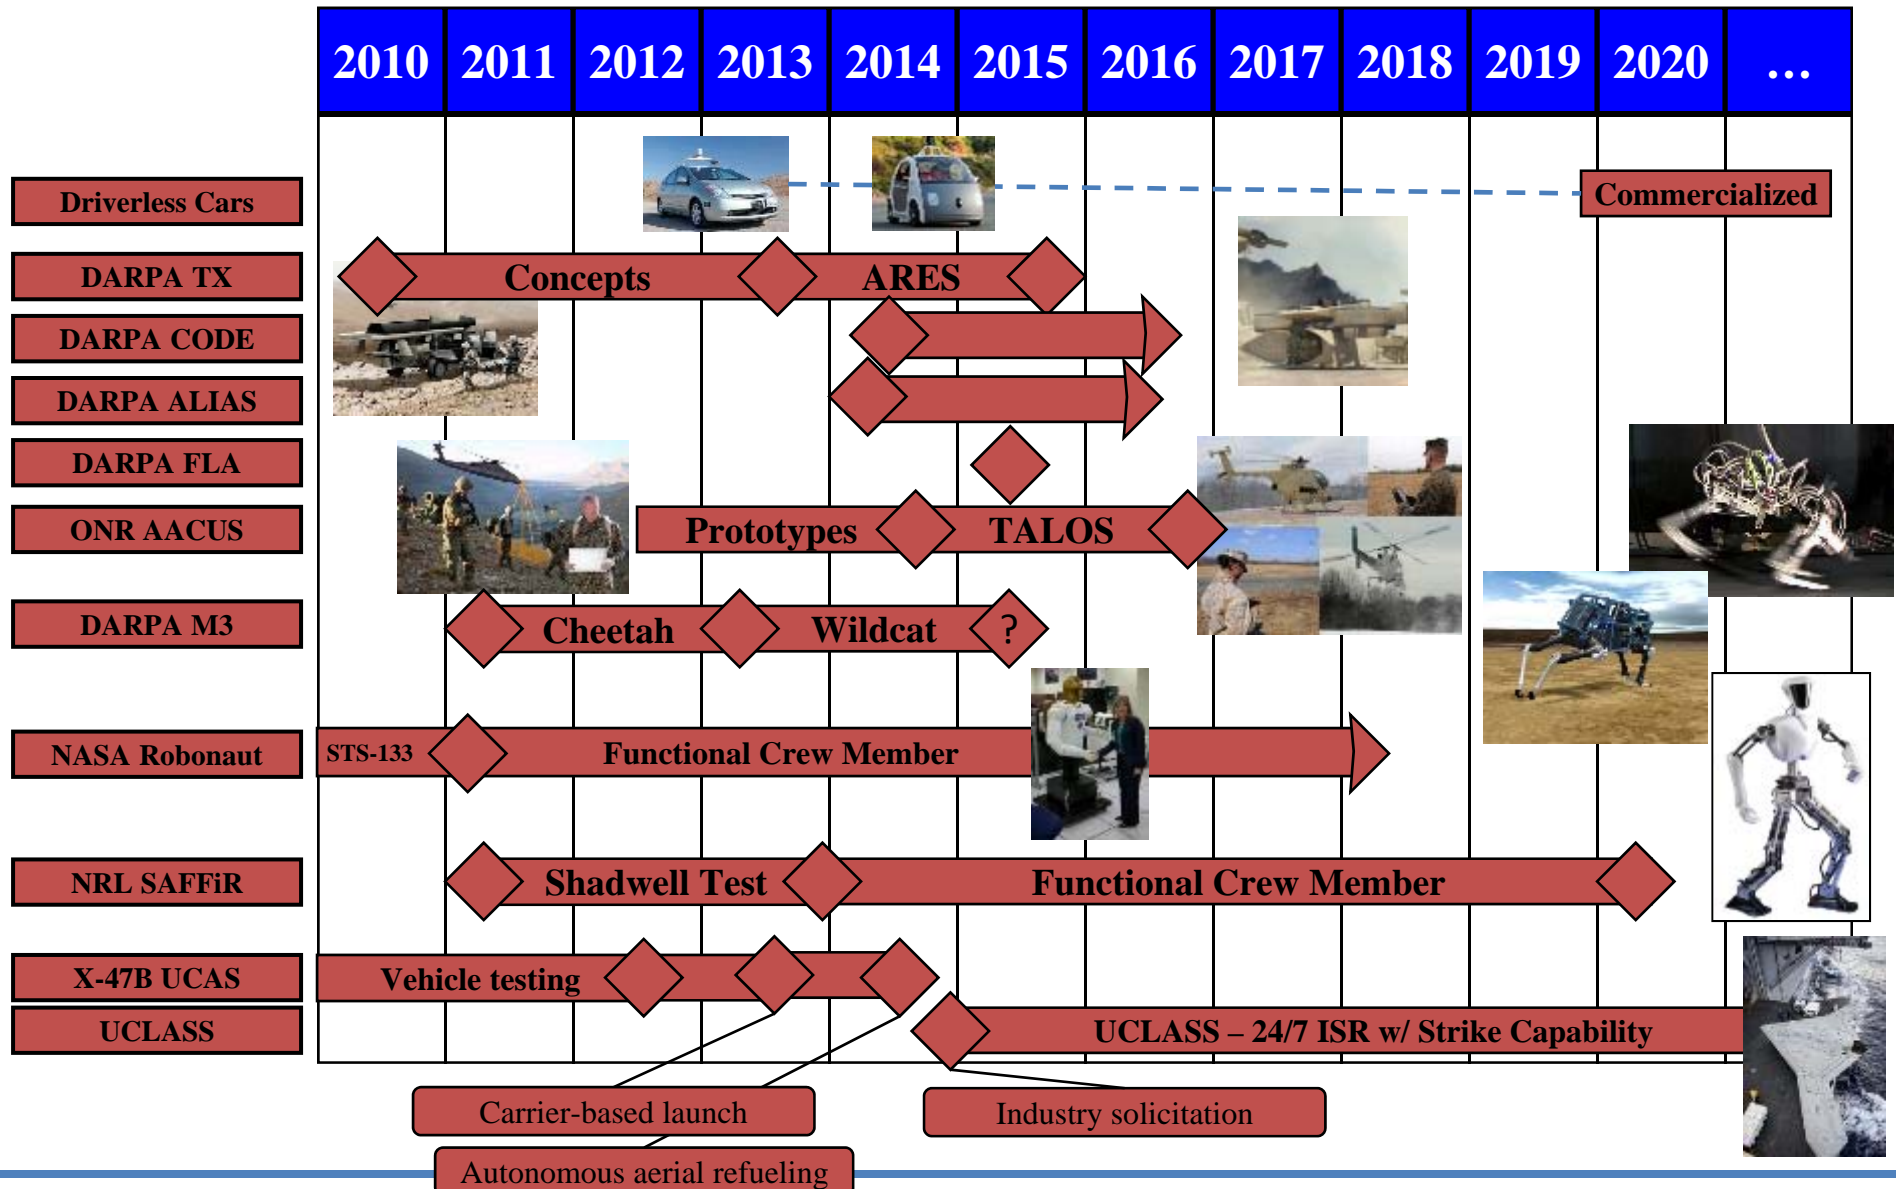 2010 2011 2012 2013 2014 2015 2016 2017 2018 2019 2020 …
Driverless Cars
Commercialized
DARPA TX
Concepts
ARES
DARPA CODE
DARPA ALIAS
DARPA FLA
ONR AACUS
Prototypes
TALOS
DARPA M3
Cheetah
Wildcat
?
NASA Robonaut
STS-133
Functional Crew Member
NRL SAFFiR
Shadwell Test
Functional Crew Member
X-47B UCAS
Vehicle testing
UCLASS
UCLASS – 24/7 ISR w/ Strike Capability
Carrier-based launch
Industry solicitation
Autonomous aerial refueling